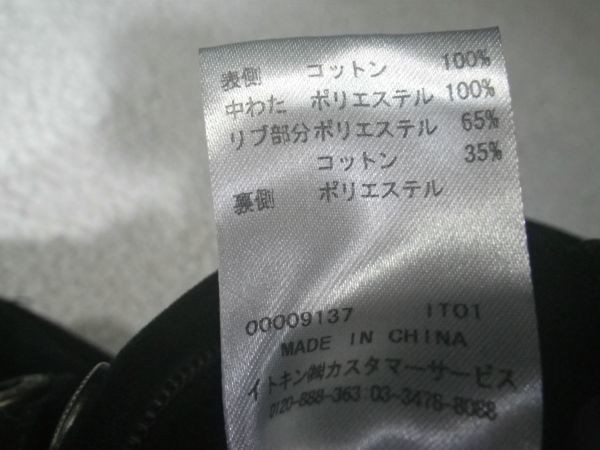 表側 コットン 100%
中わた ポリエステル 100%
リブ部分 ポリエステル 65%
コットン 35%
裏側 ポリエステル
00009137 IT01
MADE IN CHINA
イトキン㈱カスタマーサービス
0120-888-363:03-3478-8088